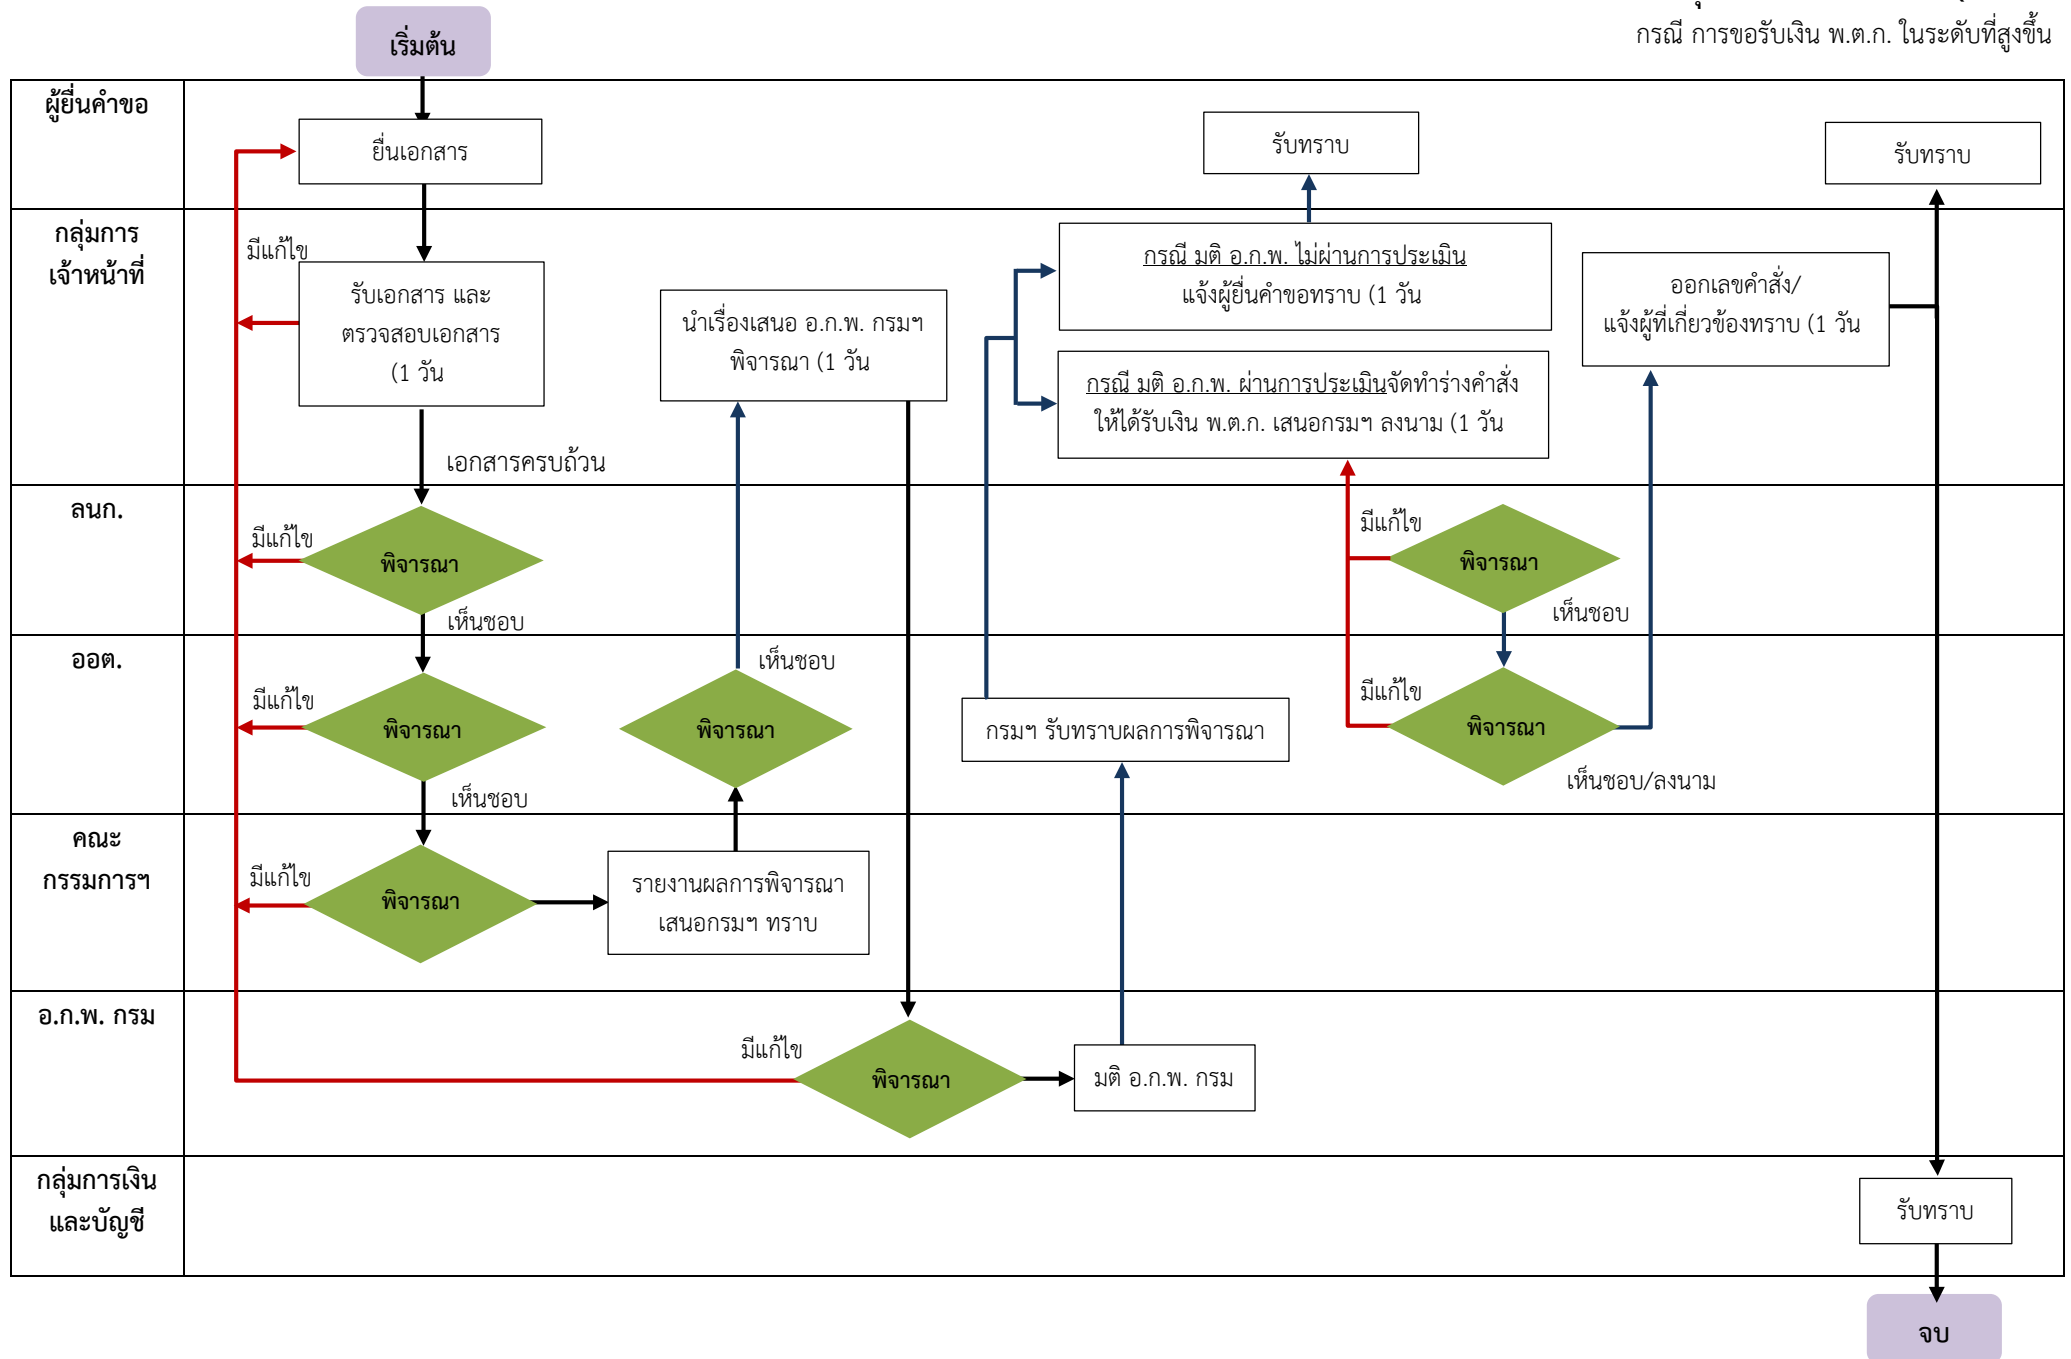 กรณี การขอรับเงิน พ.ต.ก. ในระดับที่สูงขึ้น
เริ่มต้น
ผู้ยื่นคำขอ
ยื่นเอกสาร
รับทราบ
รับทราบ
กลุ่มการ
เจ้าหน้าที่
มีแก้ไข
รับเอกสาร และ
ตรวจสอบเอกสาร
(1 วัน
เอกสารครบถ้วน
นำเรื่องเสนอ อ.ก.พ. กรมฯ
พิจารณา (1 วัน
กรณี มติ อ.ก.พ. ไม่ผ่านการประเมิน
แจ้งผู้ยื่นคำขอทราบ (1 วัน
กรณี มติ อ.ก.พ. ผ่านการประเมินจัดทำร่างคำสั่ง
ให้ได้รับเงิน พ.ต.ก. เสนอกรมฯ ลงนาม (1 วัน
ออกเลขคำสั่ง/
แจ้งผู้ที่เกี่ยวข้องทราบ (1 วัน
ลนก.
มีแก้ไข
พิจารณา
เห็นชอบ
มีแก้ไข
พิจารณา
เห็นชอบ
ออต.
มีแก้ไข
พิจารณา
เห็นชอบ
เห็นชอบ
พิจารณา
กรมฯ รับทราบผลการพิจารณา
มีแก้ไข
พิจารณา
เห็นชอบ/ลงนาม
คณะ
กรรมการฯ
มีแก้ไข
พิจารณา
รายงานผลการพิจารณา
เสนอกรมฯ ทราบ
อ.ก.พ. กรม
มีแก้ไข
พิจารณา
มติ อ.ก.พ. กรม
กลุ่มการเงิน
และบัญชี
รับทราบ
จบ